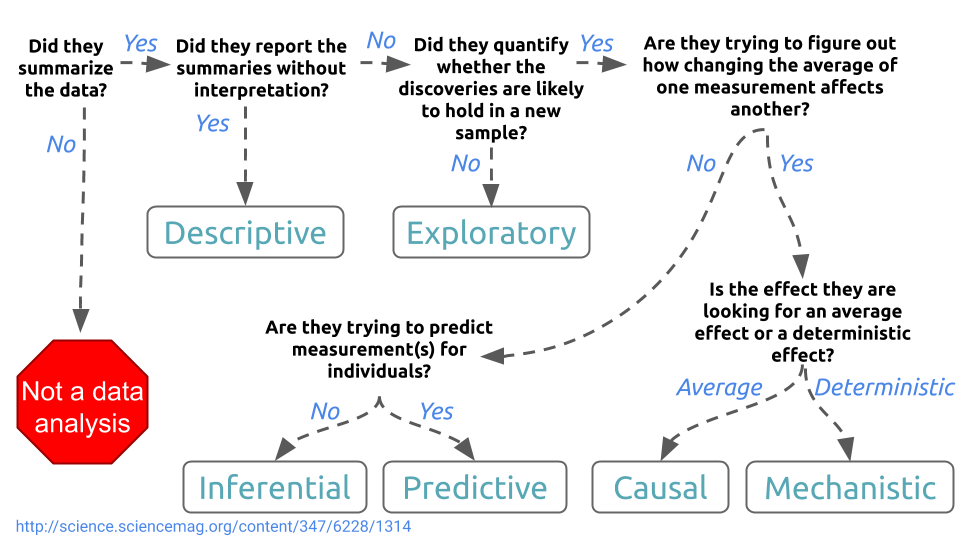 Did they
summarize
the data?
Yes
Did they report the
summaries without
interpretation?
No
Did they quantify
whether the
discoveries are likely
to hold in a new
sample?
Yes
Are they trying to figure out
how changing the average of
one measurement affects
another?
No
Yes
No
No
Yes
Descriptive
Exploratory
Is the effect they are
looking for an average
effect or a deterministic
effect?
Are they trying to predict
measurement(s) for
individuals?
Not a data
analysis
No
Yes
Average
Deterministic
Inferential
Predictive
Causal
Mechanistic
http://science.sciencemag.org/content/347/6228/1314